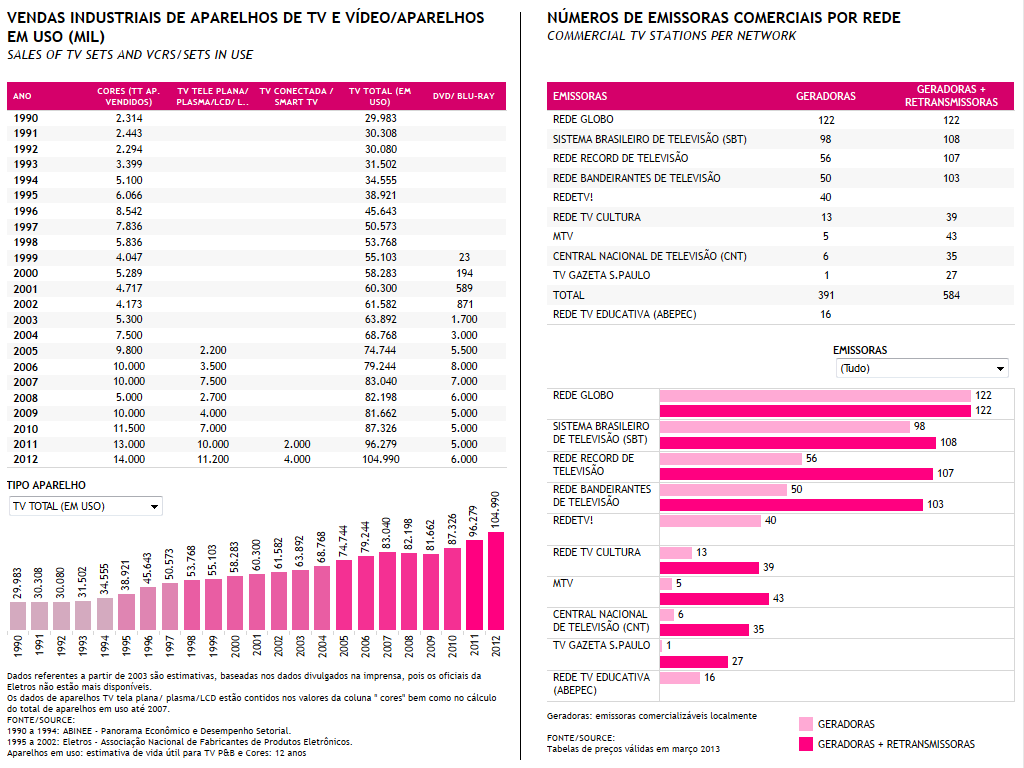 VENDAS INDUSTRIAIS DE APARELHOS DE TV E VÍDEO/APARELHOS
EM USO (MIL)
SALES OF TV SETS AND VCRS/SETS IN USE
ANO CORES (TT AP. VENDIDOS) TV TELE PLANA/ PLASMA/LCD/ L.. TV CONECTADA / SMART TV TV TOTAL (EM USO) DVD/ BLU-RAY
1990 2.314 29.983
1991 2.443 30.308
1992 2.294 30.080
1993 3.399 31.502
1994 5.100 34.555
1995 6.066 38.921
1996 8.542 45.643
1997 7.836 50.573
1998 5.836 53.768
1999 4.047 55.103 23
2000 5.289 58.283 194
2001 4.717 60.300 589
2002 4.173 61.582 871
2003 5.300 63.892 1.700
2004 7.500 68.768 3.000
2005 9.800 2.200 74.744 5.500
2006 10.000 3.500 79.244 8.000
2007 10.000 7.500 83.040 7.000
2008 5.000 2.700 82.198 6.000
2009 10.000 4.000 81.662 5.000
2010 11.500 7.000 87.326 5.000
2011 13.000 10.000 2.000 96.279 5.000
2012 14.000 11.200 4.000 104.990 6.000
TIPO APARELHO
TV TOTAL (EM USO)
29.983 30.308 30.080 31.502 34.555 38.921 45.643 50.573 53.768 55.103 58.283 60.300 61.582 63.892 68.768 74.744 79.244 83.040 82.198 81.662 87.326 96.279 104.990
1990 1991 1992 1993 1994 1995 1996 1997 1998 1999 2000 2001 2002 2003 2004 2005 2006 2007 2008 2009 2010 2011 2012
Dados referentes a partir de 2003 são estimativas, baseadas nos dados divulgados na imprensa, pois os oficiais da
Eletros não estão mais disponíveis.
Os dados de aparelhos TV tela plana/ plasma/LCD estão contidos nos valores da coluna " cores" bem como no cálculo
do total de aparelhos em uso até 2007.
FONTE/SOURCE:
1990 a 1994: ABINEE - Panorama Econômico e Desempenho Setorial.
1995 a 2002: Eletros - Associação Nacional de Fabricantes de Produtos Eletrônicos.
Aparelhos em uso: estimativa de vida útil para TV P&B e Cores: 12 anos
NÚMEROS DE EMISSORAS COMERCIAIS POR REDE
COMMERCIAL TV STATIONS PER NETWORK
EMISSORAS GERADORAS GERADORAS + RETRANSMISSORAS
REDE GLOBO 122 122
SISTEMA BRASILEIRO DE TELEVISÃO (SBT) 98 108
REDE RECORD DE TELEVISÃO 56 107
REDE BANDEIRANTES DE TELEVISÃO 50 103
REDETV! 40
REDE TV CULTURA 13 39
MTV 5 43
CENTRAL NACIONAL DE TELEVISÃO (CNT) 6 35
TV GAZETA S.PAULO 1 27
TOTAL 391 584
REDE TV EDUCATIVA (ABEPEC) 16
EMISSORAS
(Tudo)
REDE GLOBO 122
122
SISTEMA BRASILEIRO 98
DE TELEVISÃO (SBT) 108
REDE RECORD DE 56
TELEVISÃO 107
REDE BANDEIRANTES 50
DE TELEVISÃO 103
REDETV! 40
REDE TV CULTURA 13
39
MTV 5
43
CENTRAL NACIONAL 6
DE TELEVISÃO (CNT) 35
TV GAZETA S.PAULO 1
27
REDE TV EDUCATIVA 16
(ABEPEC)
Geradoras: emissoras comercializáveis localmente
FONTE/SOURCE:
Tabelas de preços válidas em março 2013
GERADORAS
GERADORAS + RETRANSMISSORAS